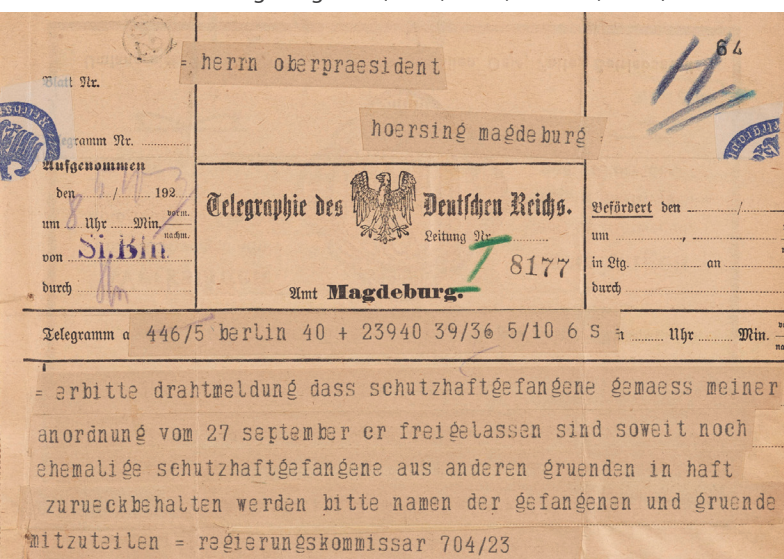 64
= herrn oberpraesident
Blatt Nr.
hoersing magdeburg =
Telegramm Nr.
Aufgenommen
den / 192
um 8 Uhr Min. vorm. nachm.
von Si.Bln
durch
Telegraphie des Deutschen Reichs.
Leitung Nr.
I 8177
Amt Magdeburg.
Befördert den /
um ,
in Ltg. an
durch
Telegramm a 446/5 berlin 40 + 23940 39/36 5/10 6 S Uhr Min.
= erbitte drahtmeldung dass schutzhaftgefangene gemaess meiner
anordnung vom 27 september cr freigelassen sind soweit noch
ehemalige schutzhaftgefangene aus anderen gruenden in haft
zurueckbehalten werden bitte namen der gefangenen und gruende
mitzuteilen = regierungskommissar 704/23